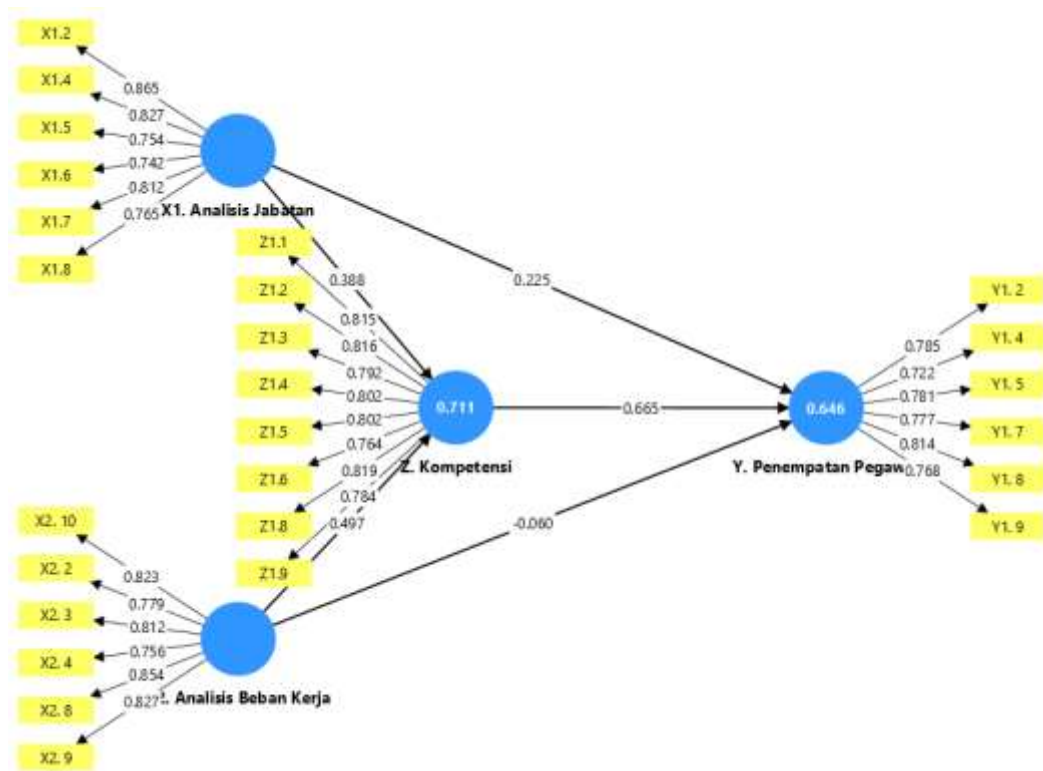 X1.2
X1.4
X1.5
X1.6
X1.7
X1.8
0.865
0.827
0.754
0.742
0.812
0.765
X1. Analisis Jabatan
Z1.1
Z1.2
Z1.3
Z1.4
Z1.5
Z1.6
Z1.8
Z1.9
0.388
0.815
0.816
0.792
0.802
0.802
0.764
0.819
0.784
0.497
0.225
0.711
0.665
0.646
-0.060
Z. Kompetensi
Y. Penempatan Pegaw
Y1. 2
Y1. 4
Y1. 5
Y1. 7
Y1. 8
Y1. 9
0.785
0.722
0.781
0.777
0.814
0.768
X2. 10
X2. 2
X2. 3
X2. 4
X2. 8
X2. 9
0.823
0.779
0.812
0.756
0.854
0.827
. Analisis Beban Kerja